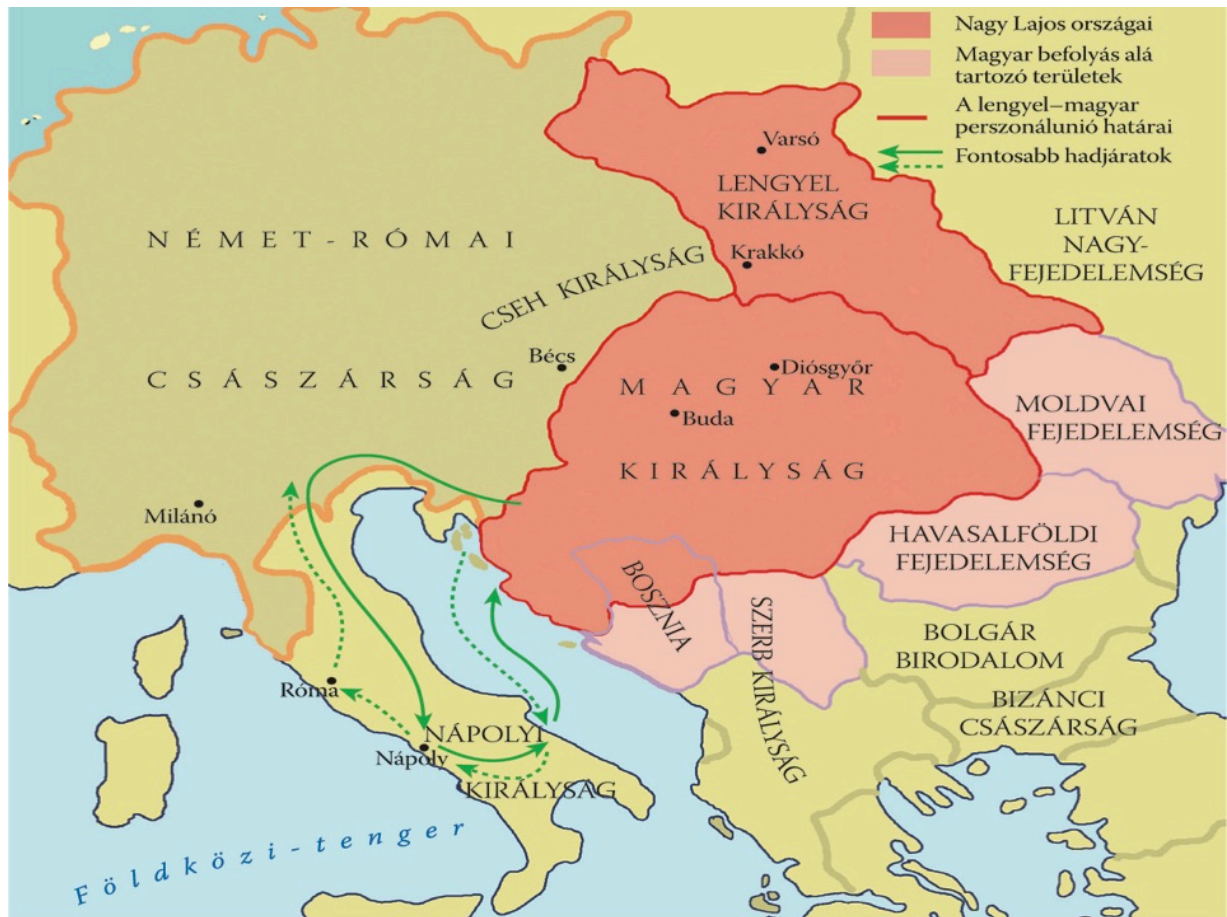 Nagy Lajos országai
Magyar befolyás alá
tartozó területek
A lengyel–magyar
perszonálunió határai
Fontosabb hadjáratok
Varsó
LENGYEL
KIRÁLYSÁG
Krakkó
LITVÁN
NAGY-
FEJEDELEMSÉG
NÉMET-RÓMAI
CSÁSZÁRSÁG
CSEH KIRÁLYSÁG
Bécs
Diósgyőr
MAGYAR
Buda
KIRÁLYSÁG
MOLDVAI
FEJEDELEMSÉG
Milánó
HAVASALFÖLDI
FEJEDELEMSÉG
BOSZNIA
SZERB KIRÁLYSÁG
BOLGÁR
BIRODALOM
BIZÁNCI
CSÁSZÁRSÁG
Róma
NÁPOLYI
Nápoly
KIRÁLYSÁG
Földközi-tenger